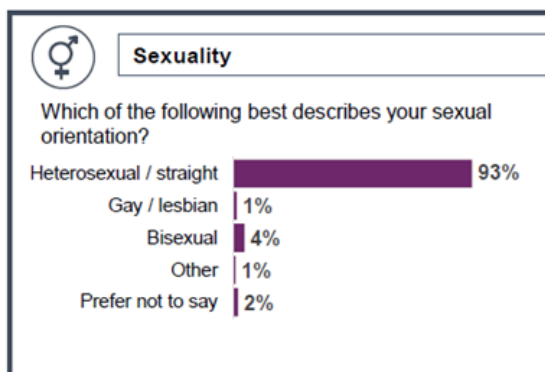 Sexuality
Which of the following best describes your sexual
orientation?
Heterosexual / straight 93%
Gay / lesbian 1%
Bisexual 4%
Other 1%
Prefer not to say 2%